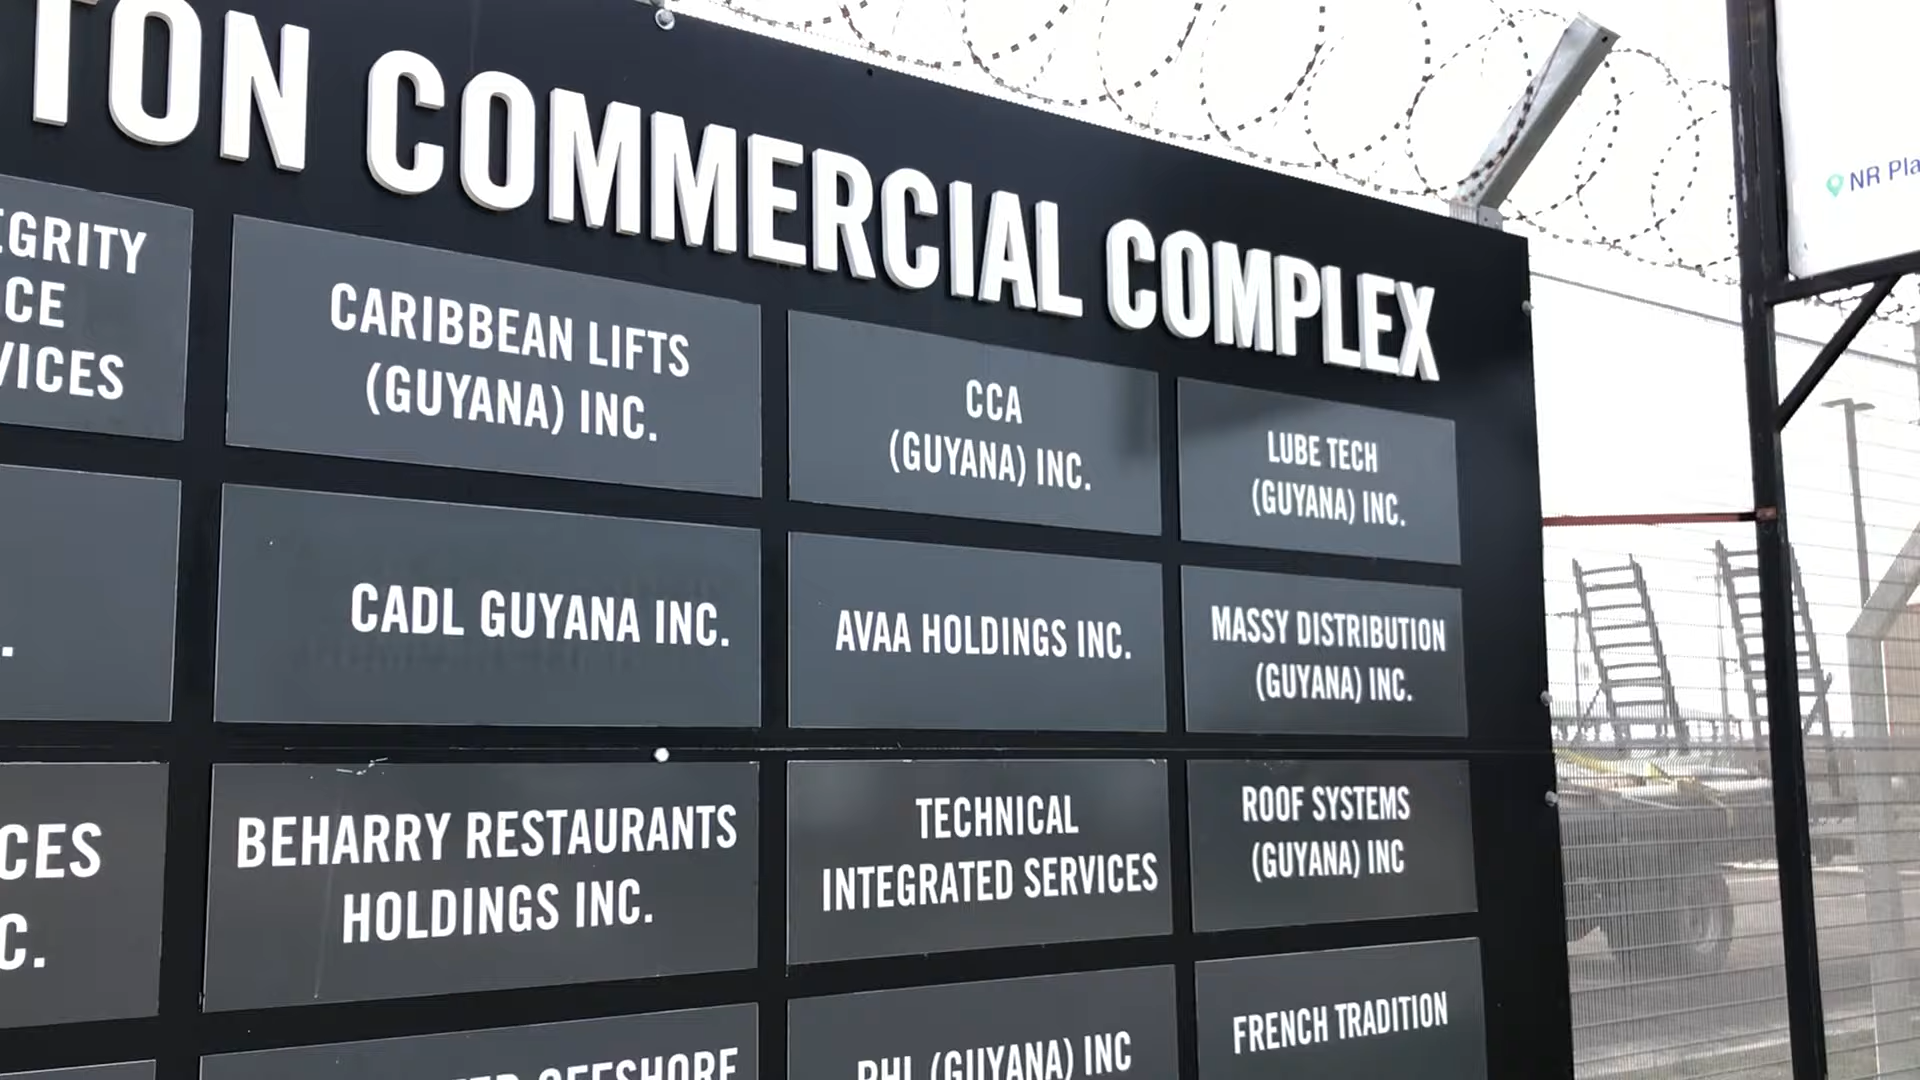 TON COMMERCIAL COMPLEX
NR Pla
EGRITY
CE
VICES
CARIBBEAN LIFTS
(GUYANA) INC.
CCA
(GUYANA) INC.
LUBE TECH
(GUYANA) INC.
CADL GUYANA INC.
AVAA HOLDINGS INC.
MASSY DISTRIBUTION
(GUYANA) INC.
CES
C.
BEHARRY RESTAURANTS
HOLDINGS INC.
TECHNICAL
INTEGRATED SERVICES
ROOF SYSTEMS
(GUYANA) INC
OFFSHORE
(GUYANA) INC
FRENCH TRADITION